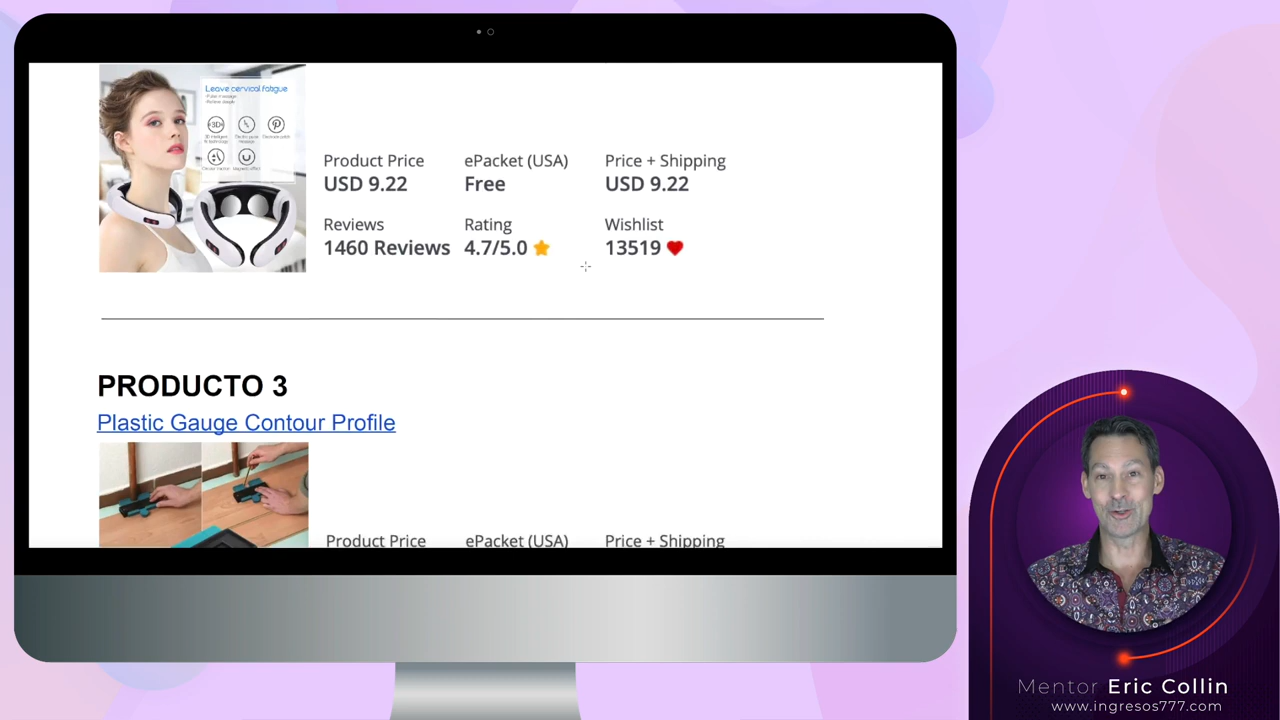 Leave cervical fatigue
+3D+
Product Price
ePacket (USA)
Price + Shipping
USD 9.22
Free
USD 9.22
Reviews
Rating
Wishlist
1460 Reviews
4.7/5.0
13519
PRODUCTO 3
Plastic Gauge Contour Profile
Product Price
ePacket (USA)
Price + Shipping
Mentor Eric Collin
www.ingresos777.com